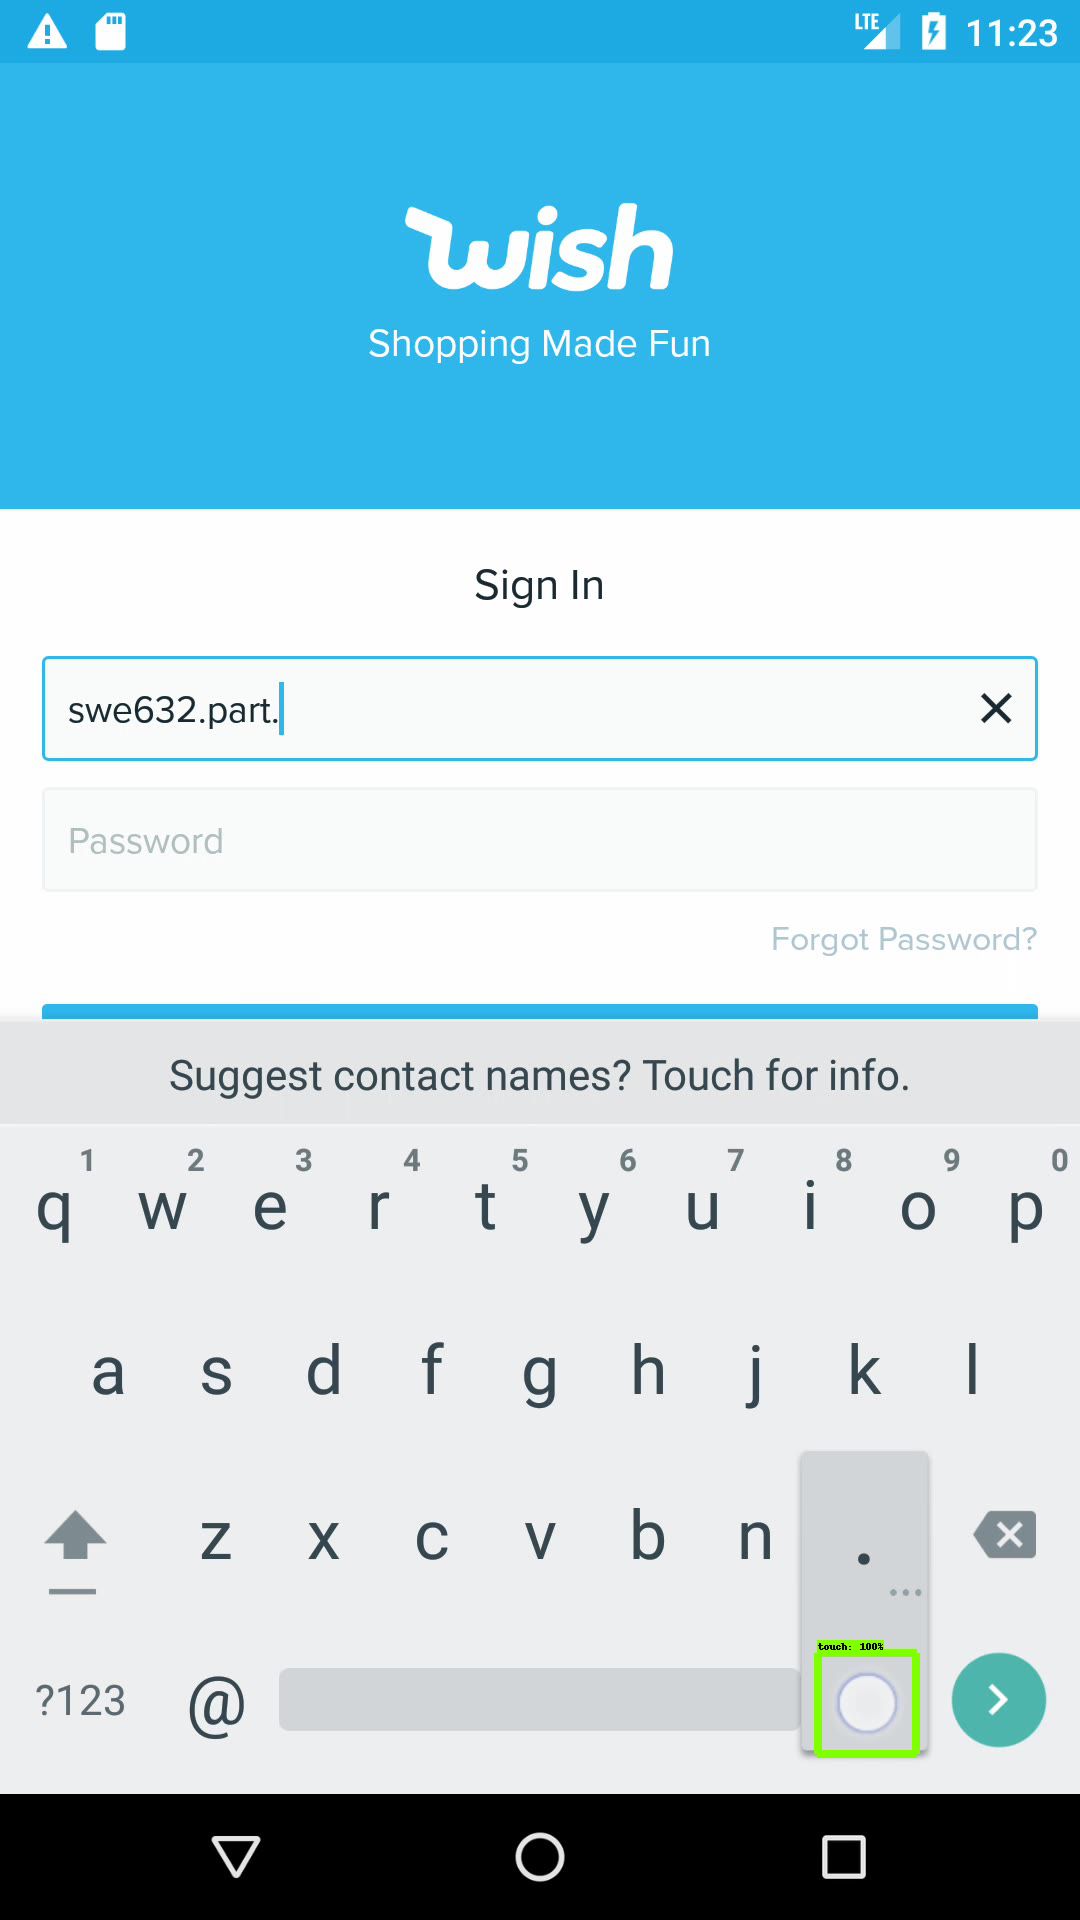 LTE 11:23
wish
Shopping Made Fun
Sign In
swe632.part.
Password
Forgot Password?
Suggest contact names? Touch for info.
1 2 3 4 5 6 7 8 9 0
q w e r t y u i o p
a s d f g h j k l
z x c v b n .
touch: 100%
?123 @